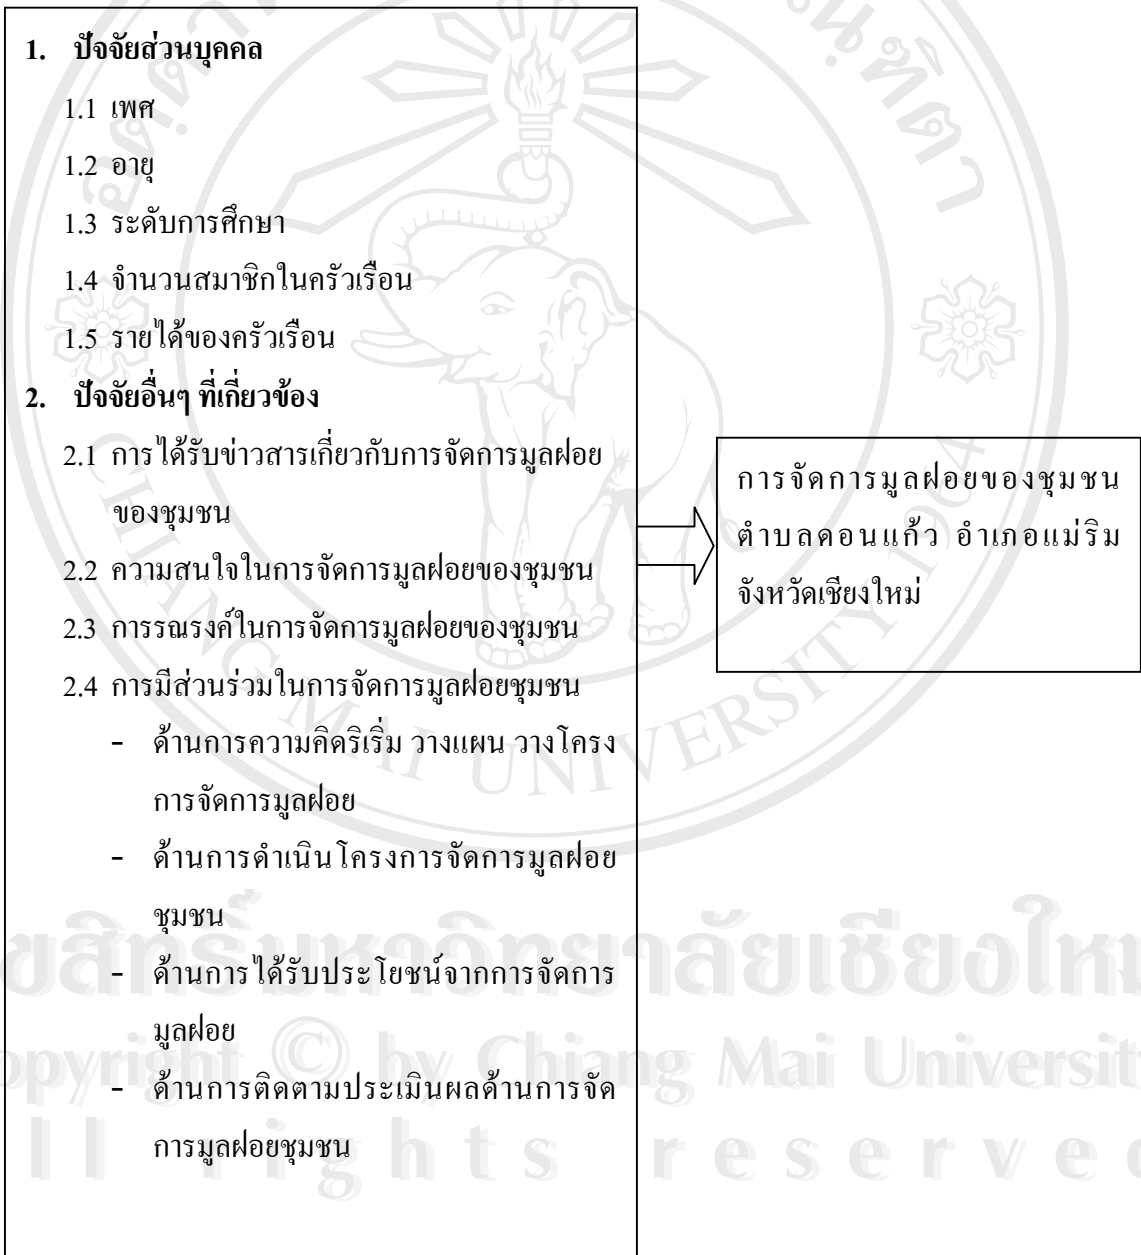 1. ปัจจัยส่วนบุคคล
1.1 เพศ
1.2 อายุ
1.3 ระดับการศึกษา
1.4 จำนวนสมาชิกในครัวเรือน
1.5 รายได้ของครัวเรือน
2. ปัจจัยอื่นๆ ที่เกี่ยวข้อง
2.1 การได้รับข่าวสารเกี่ยวกับการจัดการมูลฝอย
ของชุมชน
2.2 ความสนใจในการจัดการมูลฝอยของชุมชน
2.3 การรณรงค์ในการจัดการมูลฝอยของชุมชน
2.4 การมีส่วนร่วมในการจัดการมูลฝอยชุมชน
- ด้านการความคิดริเริ่ม วางแผน วางโครง
การจัดการมูลฝอย
- ด้านการดำเนินโครงการจัดการมูลฝอย
ชุมชน
- ด้านการได้รับประโยชน์จากการจัดการ
มูลฝอย
- ด้านการติดตามประเมินผลด้านการจัด
การมูลฝอยชุมชน
การจัดการมูลฝอยของชุมชน
ตำบลดอนแก้ว อำเภอแม่ริม
จังหวัดเชียงใหม่
CHIANG MAI UNIVERSITY
ขสิทธิ์มหาวิทยาลัยเชียงใหม
opyright © by Chiang Mai Universit
ll rights reserve